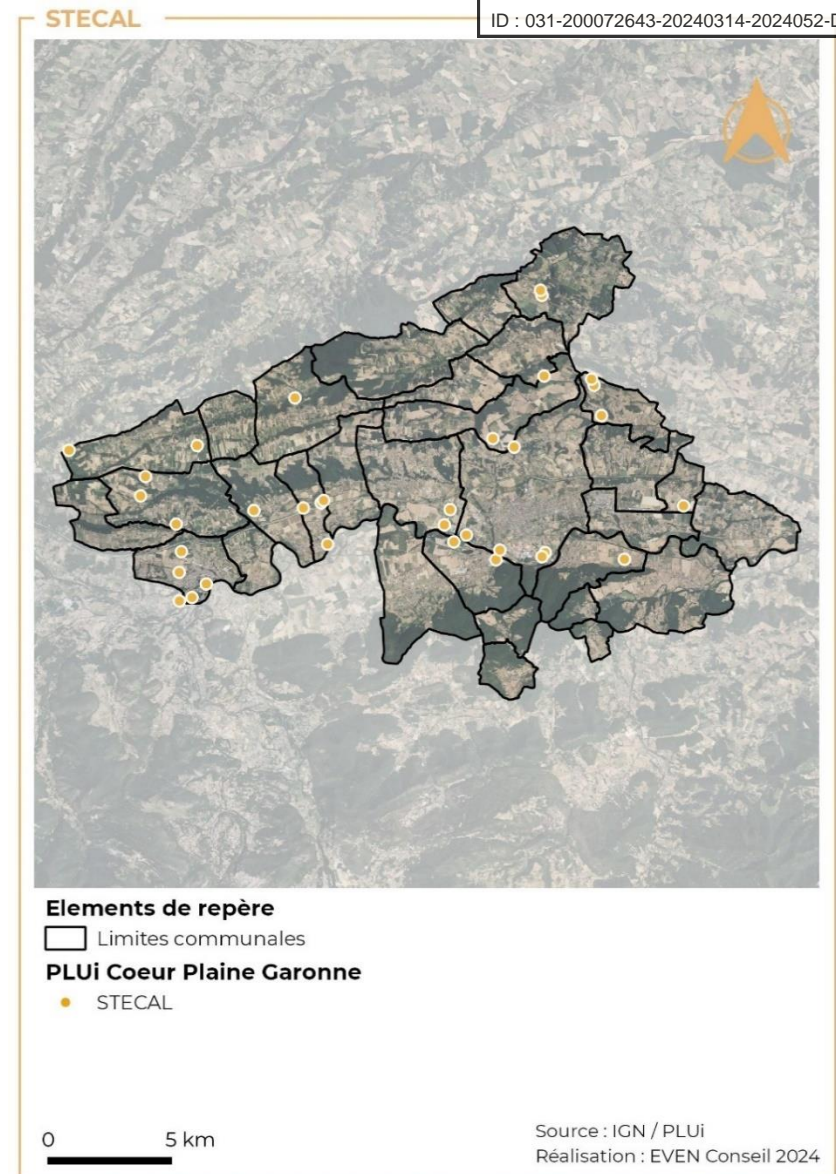 STECAL
ID : 031-200072643-20240314-2024052-D
Elements de repère
Limites communales
PLUi Coeur Plaine Garonne
STECAL
0 5 km
Source : IGN / PLUi
Réalisation : EVEN Conseil 2024